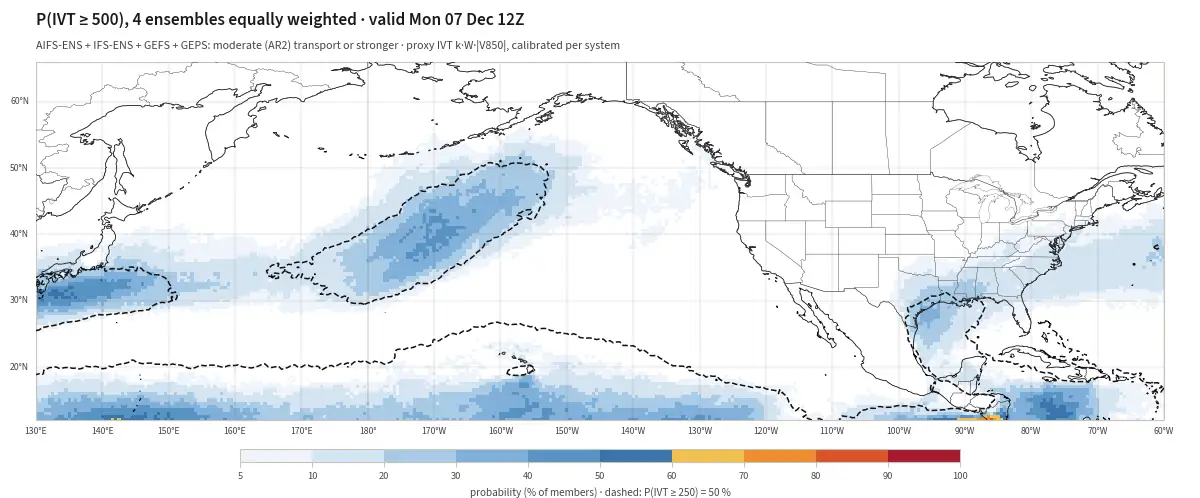 P(IVT ≥ 500), 4 ensembles equally weighted · valid Mon 07 Dec 12Z
AIFS-ENS + IFS-ENS + GEFS + GEPS: moderate (AR2) transport or stronger · proxy IVT k·W·|V850|, calibrated per system
60°N
50°N
40°N
30°N
20°N
130°E 140°E 150°E 160°E 170°E 180° 170°W 160°W 150°W 140°W 130°W 120°W 110°W 100°W 90°W 80°W 70°W 60°W
5 10 20 30 40 50 60 70 80 90 100
probability (% of members) · dashed: P(IVT ≥ 250) = 50 %